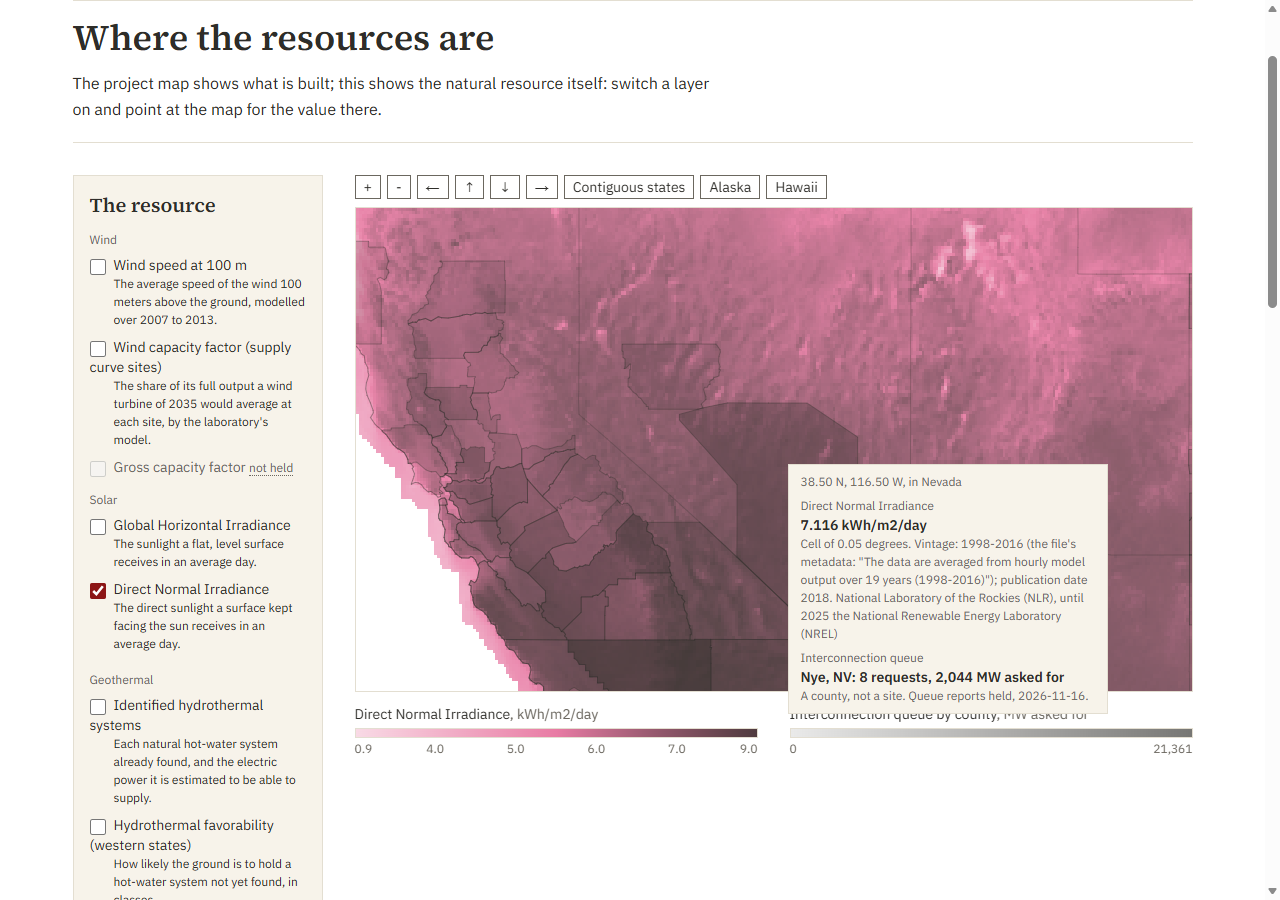 Where the resources are
The project map shows what is built; this shows the natural resource itself: switch a layer
on and point at the map for the value there.
The resource
Wind
Wind speed at 100 m
The average speed of the wind 100
meters above the ground, modelled
over 2007 to 2013.
Wind capacity factor (supply
curve sites)
The share of its full output a wind
turbine of 2035 would average at
each site, by the laboratory's
model.
Gross capacity factor not held
Solar
Global Horizontal Irradiance
The sunlight a flat, level surface
receives in an average day.
Direct Normal Irradiance
The direct sunlight a surface kept
facing the sun receives in an
average day.
Geothermal
Identified hydrothermal
systems
Each natural hot-water system
already found, and the electric
power it is estimated to be able to
supply.
Hydrothermal favorability
(western states)
How likely the ground is to hold a
hot-water system not yet found, in
classes.
+ - ← ↑ ↓ → Contiguous states Alaska Hawaii
38.50 N, 116.50 W, in Nevada
Direct Normal Irradiance
7.116 kWh/m2/day
Cell of 0.05 degrees. Vintage: 1998-2016 (the file's
metadata: "The data are averaged from hourly model
output over 19 years (1998-2016)"); publication date
2018. National Laboratory of the Rockies (NLR), until
2025 the National Renewable Energy Laboratory
(NREL)
Interconnection queue
Nye, NV: 8 requests, 2,044 MW asked for
A county, not a site. Queue reports held, 2026-11-16.
Direct Normal Irradiance, kWh/m2/day
0.9 4.0 5.0 6.0 7.0 9.0
Interconnection queue by county, MW asked for
0 21,361